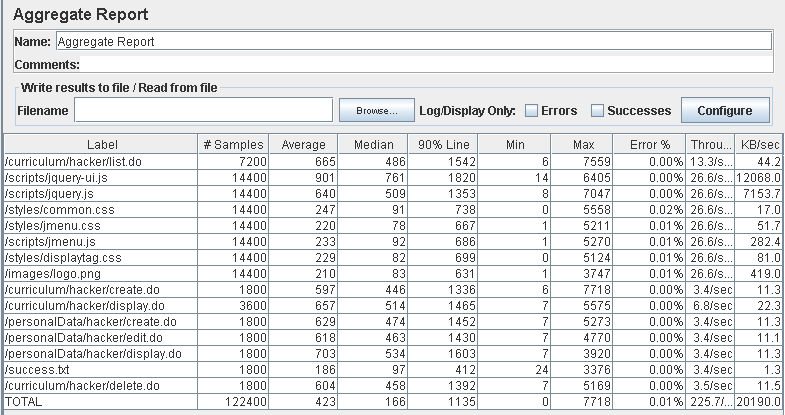 Aggregate Report
Name: Aggregate Report
Comments:
Write results to file / Read from file
Filename Browse... Log/Display Only: Errors Successes Configure
Label # Samples Average Median 90% Line Min Max Error % Throu... KB/sec
/curriculum/hacker/list.do 7200 665 486 1542 6 7559 0.00% 13.3/s... 44.2
/scripts/jquery-ui.js 14400 901 761 1820 14 6405 0.00% 26.6/s... 12068.0
/scripts/jquery.js 14400 640 509 1353 8 7047 0.00% 26.6/s... 7153.7
/styles/common.css 14400 247 91 738 0 5558 0.02% 26.6/s... 17.0
/styles/jmenu.css 14400 220 78 667 1 5211 0.01% 26.6/s... 51.7
/scripts/jmenu.js 14400 233 92 686 1 5270 0.01% 26.6/s... 282.4
/styles/displaytag.css 14400 229 82 699 0 5124 0.01% 26.6/s... 81.0
/images/logo.png 14400 210 83 631 1 3747 0.01% 26.6/s... 419.0
/curriculum/hacker/create.do 1800 597 446 1336 6 7718 0.00% 3.4/sec 11.3
/curriculum/hacker/display.do 3600 657 514 1465 7 5575 0.00% 6.8/sec 22.3
/personalData/hacker/create.do 1800 629 474 1452 7 5273 0.00% 3.4/sec 11.3
/personalData/hacker/edit.do 1800 618 463 1430 7 4770 0.00% 3.4/sec 11.1
/personalData/hacker/display.do 1800 703 534 1603 7 3920 0.00% 3.4/sec 11.3
/success.txt 1800 186 97 412 24 3376 0.00% 3.4/sec 1.3
/curriculum/hacker/delete.do 1800 604 458 1392 7 5169 0.00% 3.5/sec 11.5
TOTAL 122400 423 166 1135 0 7718 0.01% 225.7/... 20190.0